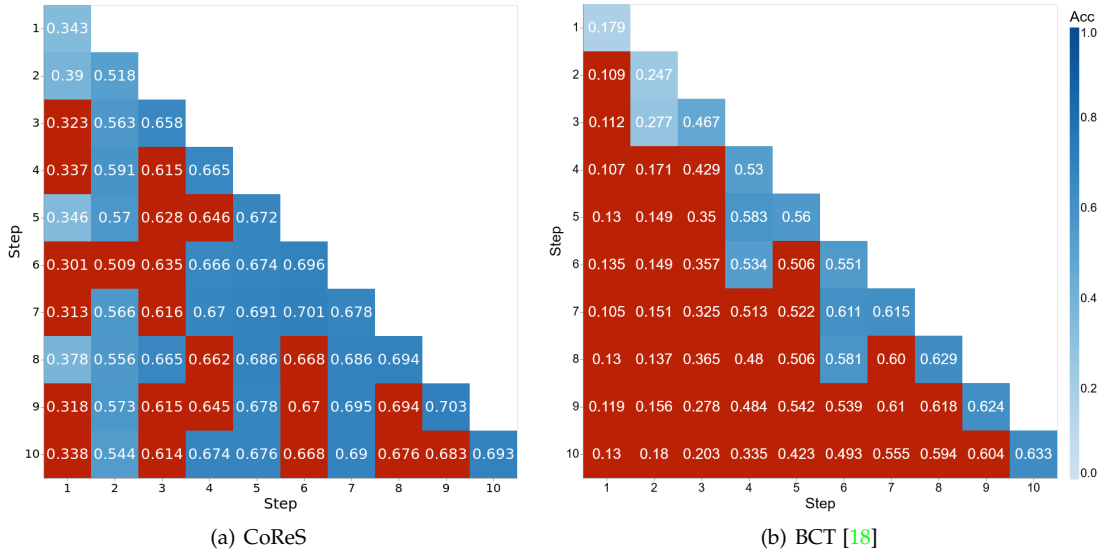 1 0.343
2 0.39 0.518
3 0.323 0.563 0.658
4 0.337 0.591 0.615 0.665
5 0.346 0.57 0.628 0.646 0.672
6 0.301 0.509 0.635 0.666 0.674 0.696
7 0.313 0.566 0.616 0.67 0.691 0.701 0.678
8 0.378 0.556 0.665 0.662 0.686 0.668 0.686 0.694
9 0.318 0.573 0.615 0.645 0.678 0.67 0.695 0.694 0.703
10 0.338 0.544 0.614 0.674 0.676 0.668 0.69 0.676 0.683 0.693
1 2 3 4 5 6 7 8 9 10
Step
Step
(a) CoReS
1 0.179
2 0.109 0.247
3 0.112 0.277 0.467
4 0.107 0.171 0.429 0.53
5 0.13 0.149 0.35 0.583 0.56
6 0.135 0.149 0.357 0.534 0.506 0.551
7 0.105 0.151 0.325 0.513 0.522 0.611 0.615
8 0.13 0.137 0.365 0.48 0.506 0.581 0.60 0.629
9 0.119 0.156 0.278 0.484 0.542 0.539 0.61 0.618 0.624
10 0.13 0.18 0.203 0.335 0.423 0.493 0.555 0.594 0.604 0.633
1 2 3 4 5 6 7 8 9 10
Step
Step
(b) BCT [18]
Acc
1.0
0.8
0.6
0.4
0.2
0.0